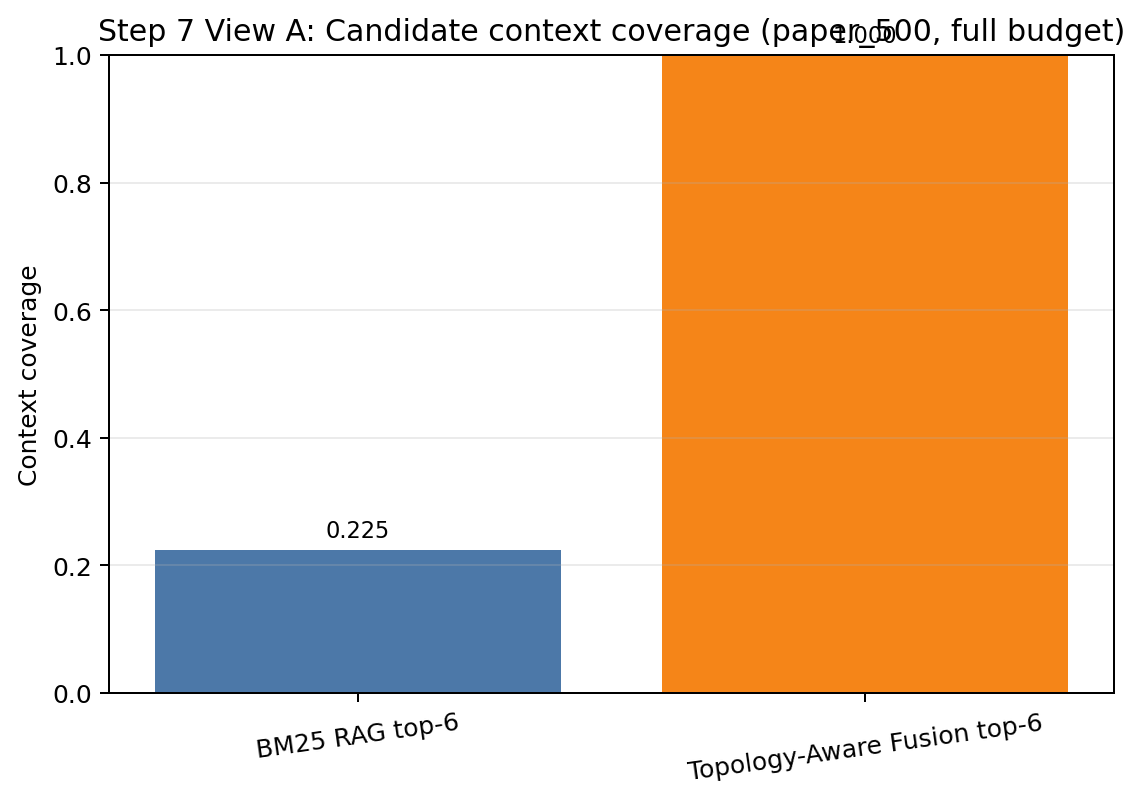 Step 7 View A: Candidate context coverage (paper_500, full budget)
1.000
1.0
0.8
0.6
0.4
0.2
0.0
Context coverage
0.225
BM25 RAG top-6
Topology-Aware Fusion top-6